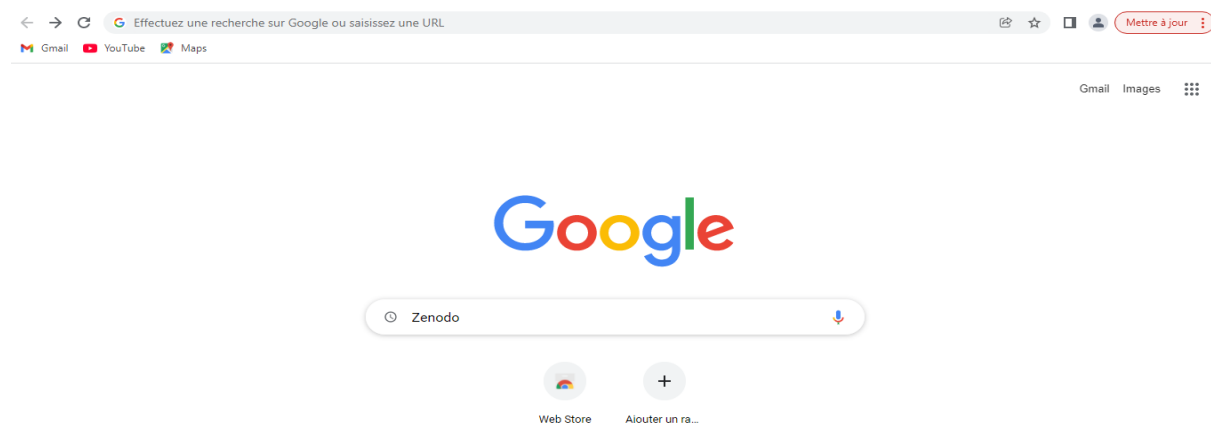 Effectuez une recherche sur Google ou saisissez une URL
Mettre à jour
Gmail YouTube Maps
Gmail Images
Google
Zenodo
Web Store Aiouter un ra...